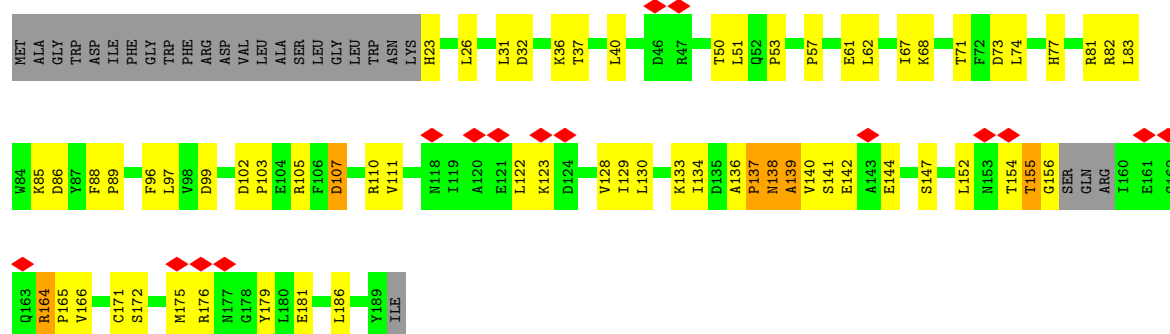 MET ALA GLY TRP ASP ILE PHE GLY TRP PHE ARG ASP VAL LEU ALA SER LEU GLY LEU TRP ASN LYS H23 L26 L31 D32 K36 T37 L40 D46 R47 T50 L51 Q52 P53 P57 E61 L62 I67 K68 T71 F72 D73 L74 H77 R81 R82 L83
W84 K85 D86 Y87 F88 P89 F96 L97 V98 D99 D102 P103 E104 R105 F106 D107 R110 V111 N118 I119 A120 E121 L122 K123 D124 V128 I129 L130 K133 I134 D135 A136 P137 N138 A139 V140 S141 E142 A143 E144 S147 L152 N153 T154 T155 G156 SER GLN ARG I160 E161
Q163 R164 P165 V166 C171 S172 M175 R176 N177 G178 Y179 L180 E181 L186 Y189 ILE